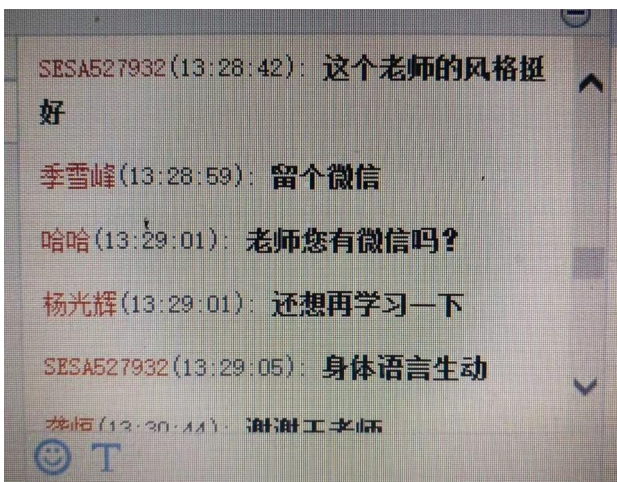 SESA527932(13:28:42): 这个老师的风格挺
好
季雪峰(13:28:59): 留个微信
哈哈(13:29:01): 老师您有微信吗?
杨光辉(13:29:01): 还想再学习一下
SESA527932(13:29:05): 身体语言生动
(13:30:44): 谢谢王老师
T